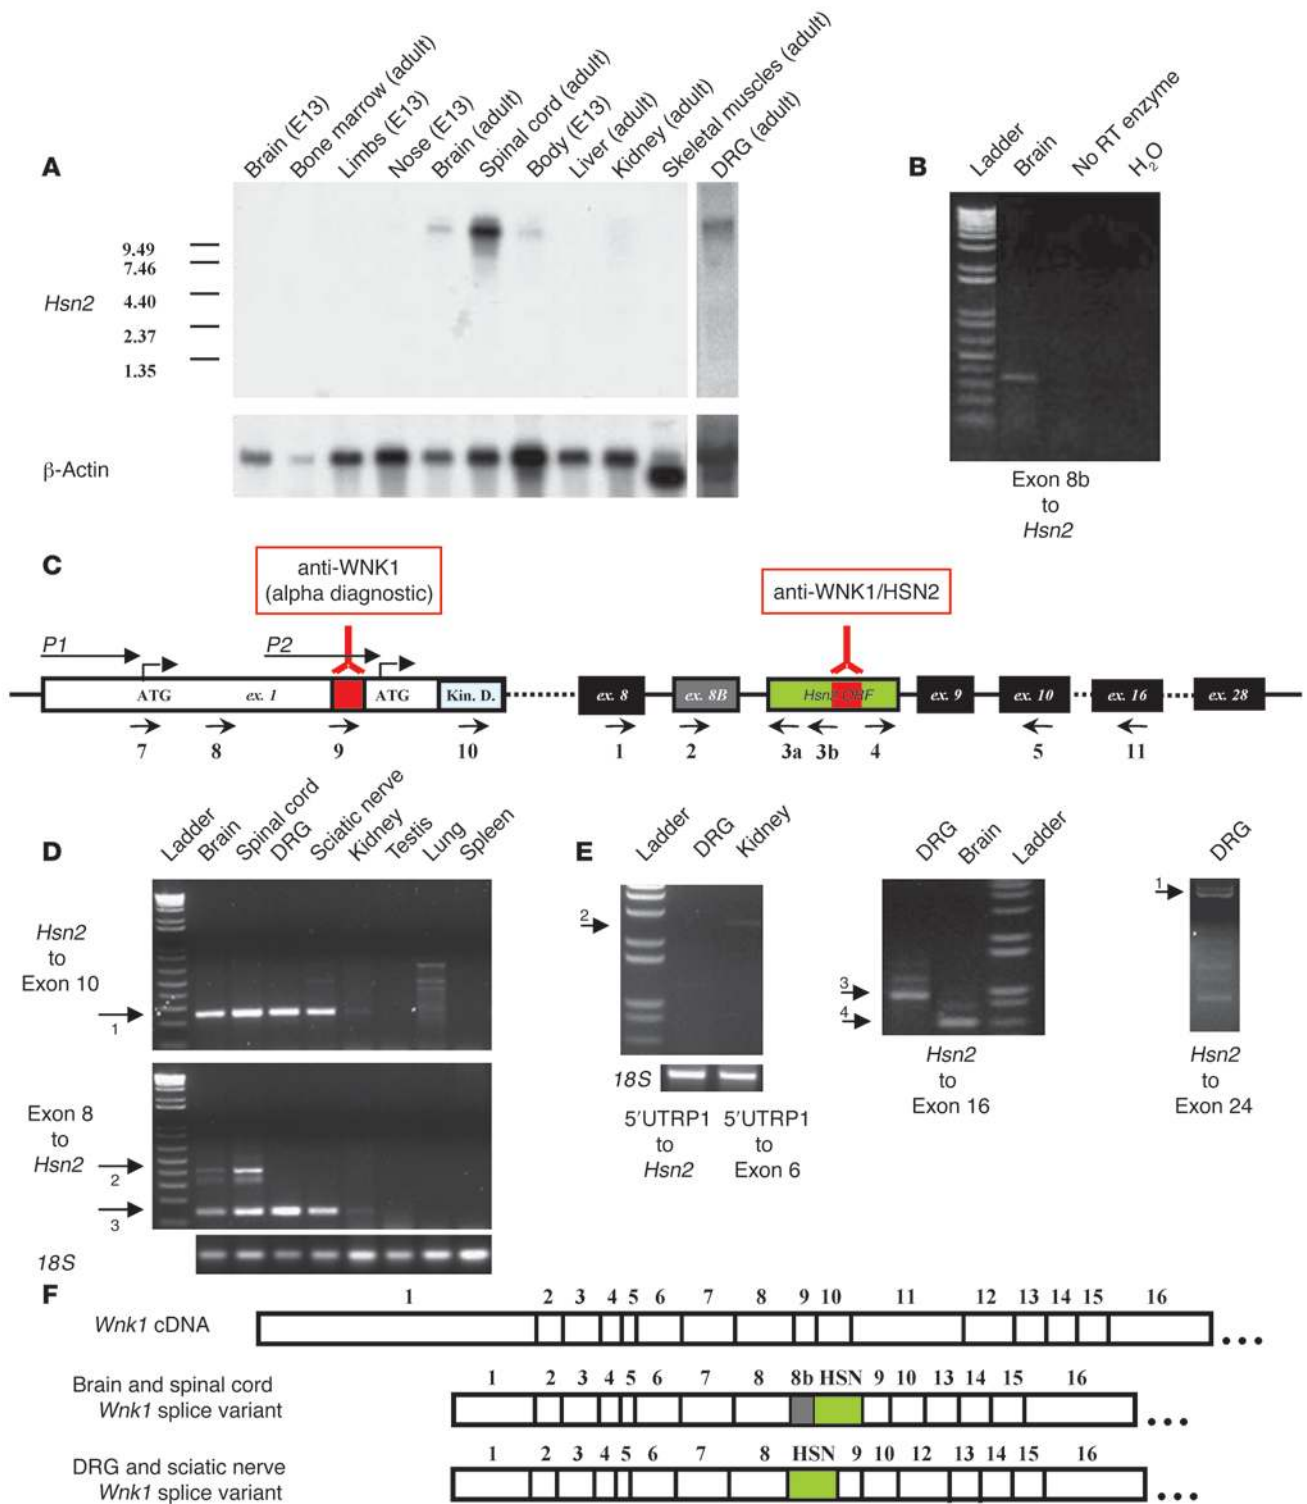 A
Brain (E13)
Bone marrow (adult)
Limbs (E13)
Nose (E13)
Brain (adult)
Spinal cord (adult)
Body (E13)
Liver (adult)
Kidney (adult)
Skeletal muscles (adult)
DRG (adult)
9.49
7.46
Hsn2
4.40
2.37
1.35
β-Actin
B
Ladder
Brain
No RT enzyme
H₂O
Exon 8b
to
Hsn2
C
anti-WNK1
(alpha diagnostic)
anti-WNK1/HSN2
P1
P2
ATG ex. 1 ATG Kin. D. ex. 8 ex. 8B Hsn2 ORF ex. 9 ex. 10 ex. 16 ex. 28
7 8 9 10 1 2 3a 3b 4 5 11
D
Ladder
Brain
Spinal cord
DRG
Sciatic nerve
Kidney
Testis
Lung
Spleen
Hsn2
to
Exon 10
1
Exon 8
to
Hsn2
2
3
18S
E
Ladder
DRG
Kidney
2
18S
5′UTRP1
to
Hsn2
5′UTRP1
to
Exon 6
DRG
Brain
Ladder
3
4
Hsn2
to
Exon 16
DRG
1
Hsn2
to
Exon 24
F
1 2 3 4 5 6 7 8 9 10 11 12 13 14 15 16
Wnk1 cDNA
...
1 2 3 4 5 6 7 8 8b HSN 9 10 13 14 15 16
Brain and spinal cord
Wnk1 splice variant
...
1 2 3 4 5 6 7 8 HSN 9 10 12 13 14 15 16
DRG and sciatic nerve
Wnk1 splice variant
...